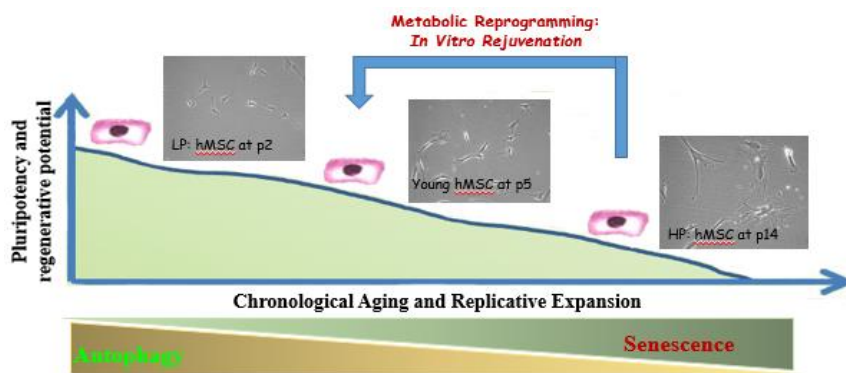 Metabolic Reprogramming:
In Vitro Rejuvenation
LP: hMSC at p2
Young hMSC at p5
HP: hMSC at p14
Pluripotency and
regenerative potential
Chronological Aging and Replicative Expansion
Autophagy
Senescence